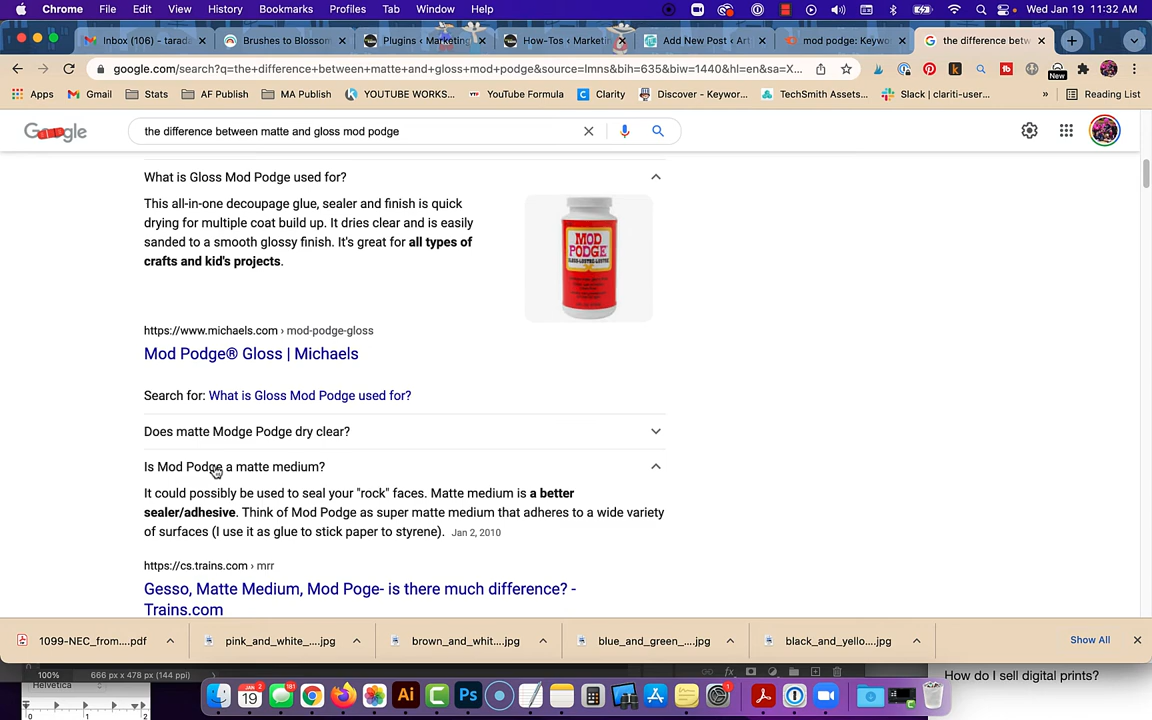 Chrome File Edit View History Bookmarks Profiles Tab Window Help Wed Jan 19 11:32 AM
Inbox (106) – tarad Brushes to Blossom Plugins ‹ Marketing How-Tos ‹ Market Add New Post ‹ Art mod podge: Keywo the difference betw
google.com/search?q=the+difference+between+matte+and+gloss+mod+podge&source=lmns&bih=635&biw=1440&hl=en&sa=X... New
Apps Gmail Stats AF Publish MA Publish YOUTUBE WORKS... YouTube Formula Clarity Discover - Keywor... TechSmith Assets... Slack | clariti-user... » Reading List
Google the difference between matte and gloss mod podge
What is Gloss Mod Podge used for?
This all-in-one decoupage glue, sealer and finish is quick
drying for multiple coat build up. It dries clear and is easily
sanded to a smooth glossy finish. It's great for all types of
crafts and kid's projects.
MOD
PODGE
https://www.michaels.com › mod-podge-gloss
Mod Podge® Gloss | Michaels
Search for: What is Gloss Mod Podge used for?
Does matte Modge Podge dry clear?
Is Mod Podge a matte medium?
It could possibly be used to seal your "rock" faces. Matte medium is a better
sealer/adhesive. Think of Mod Podge as super matte medium that adheres to a wide variety
of surfaces (I use it as glue to stick paper to styrene). Jan 2, 2010
https://cs.trains.com › mrr
Gesso, Matte Medium, Mod Poge- is there much difference? -
Trains.com
1099-NEC_from....pdf pink_and_white_....jpg brown_and_whit....jpg blue_and_green_....jpg black_and_yello....jpg Show All
100% 666 px x 478 px (144 ppi)
Helvetica How do I sell digital prints?
0 1 2